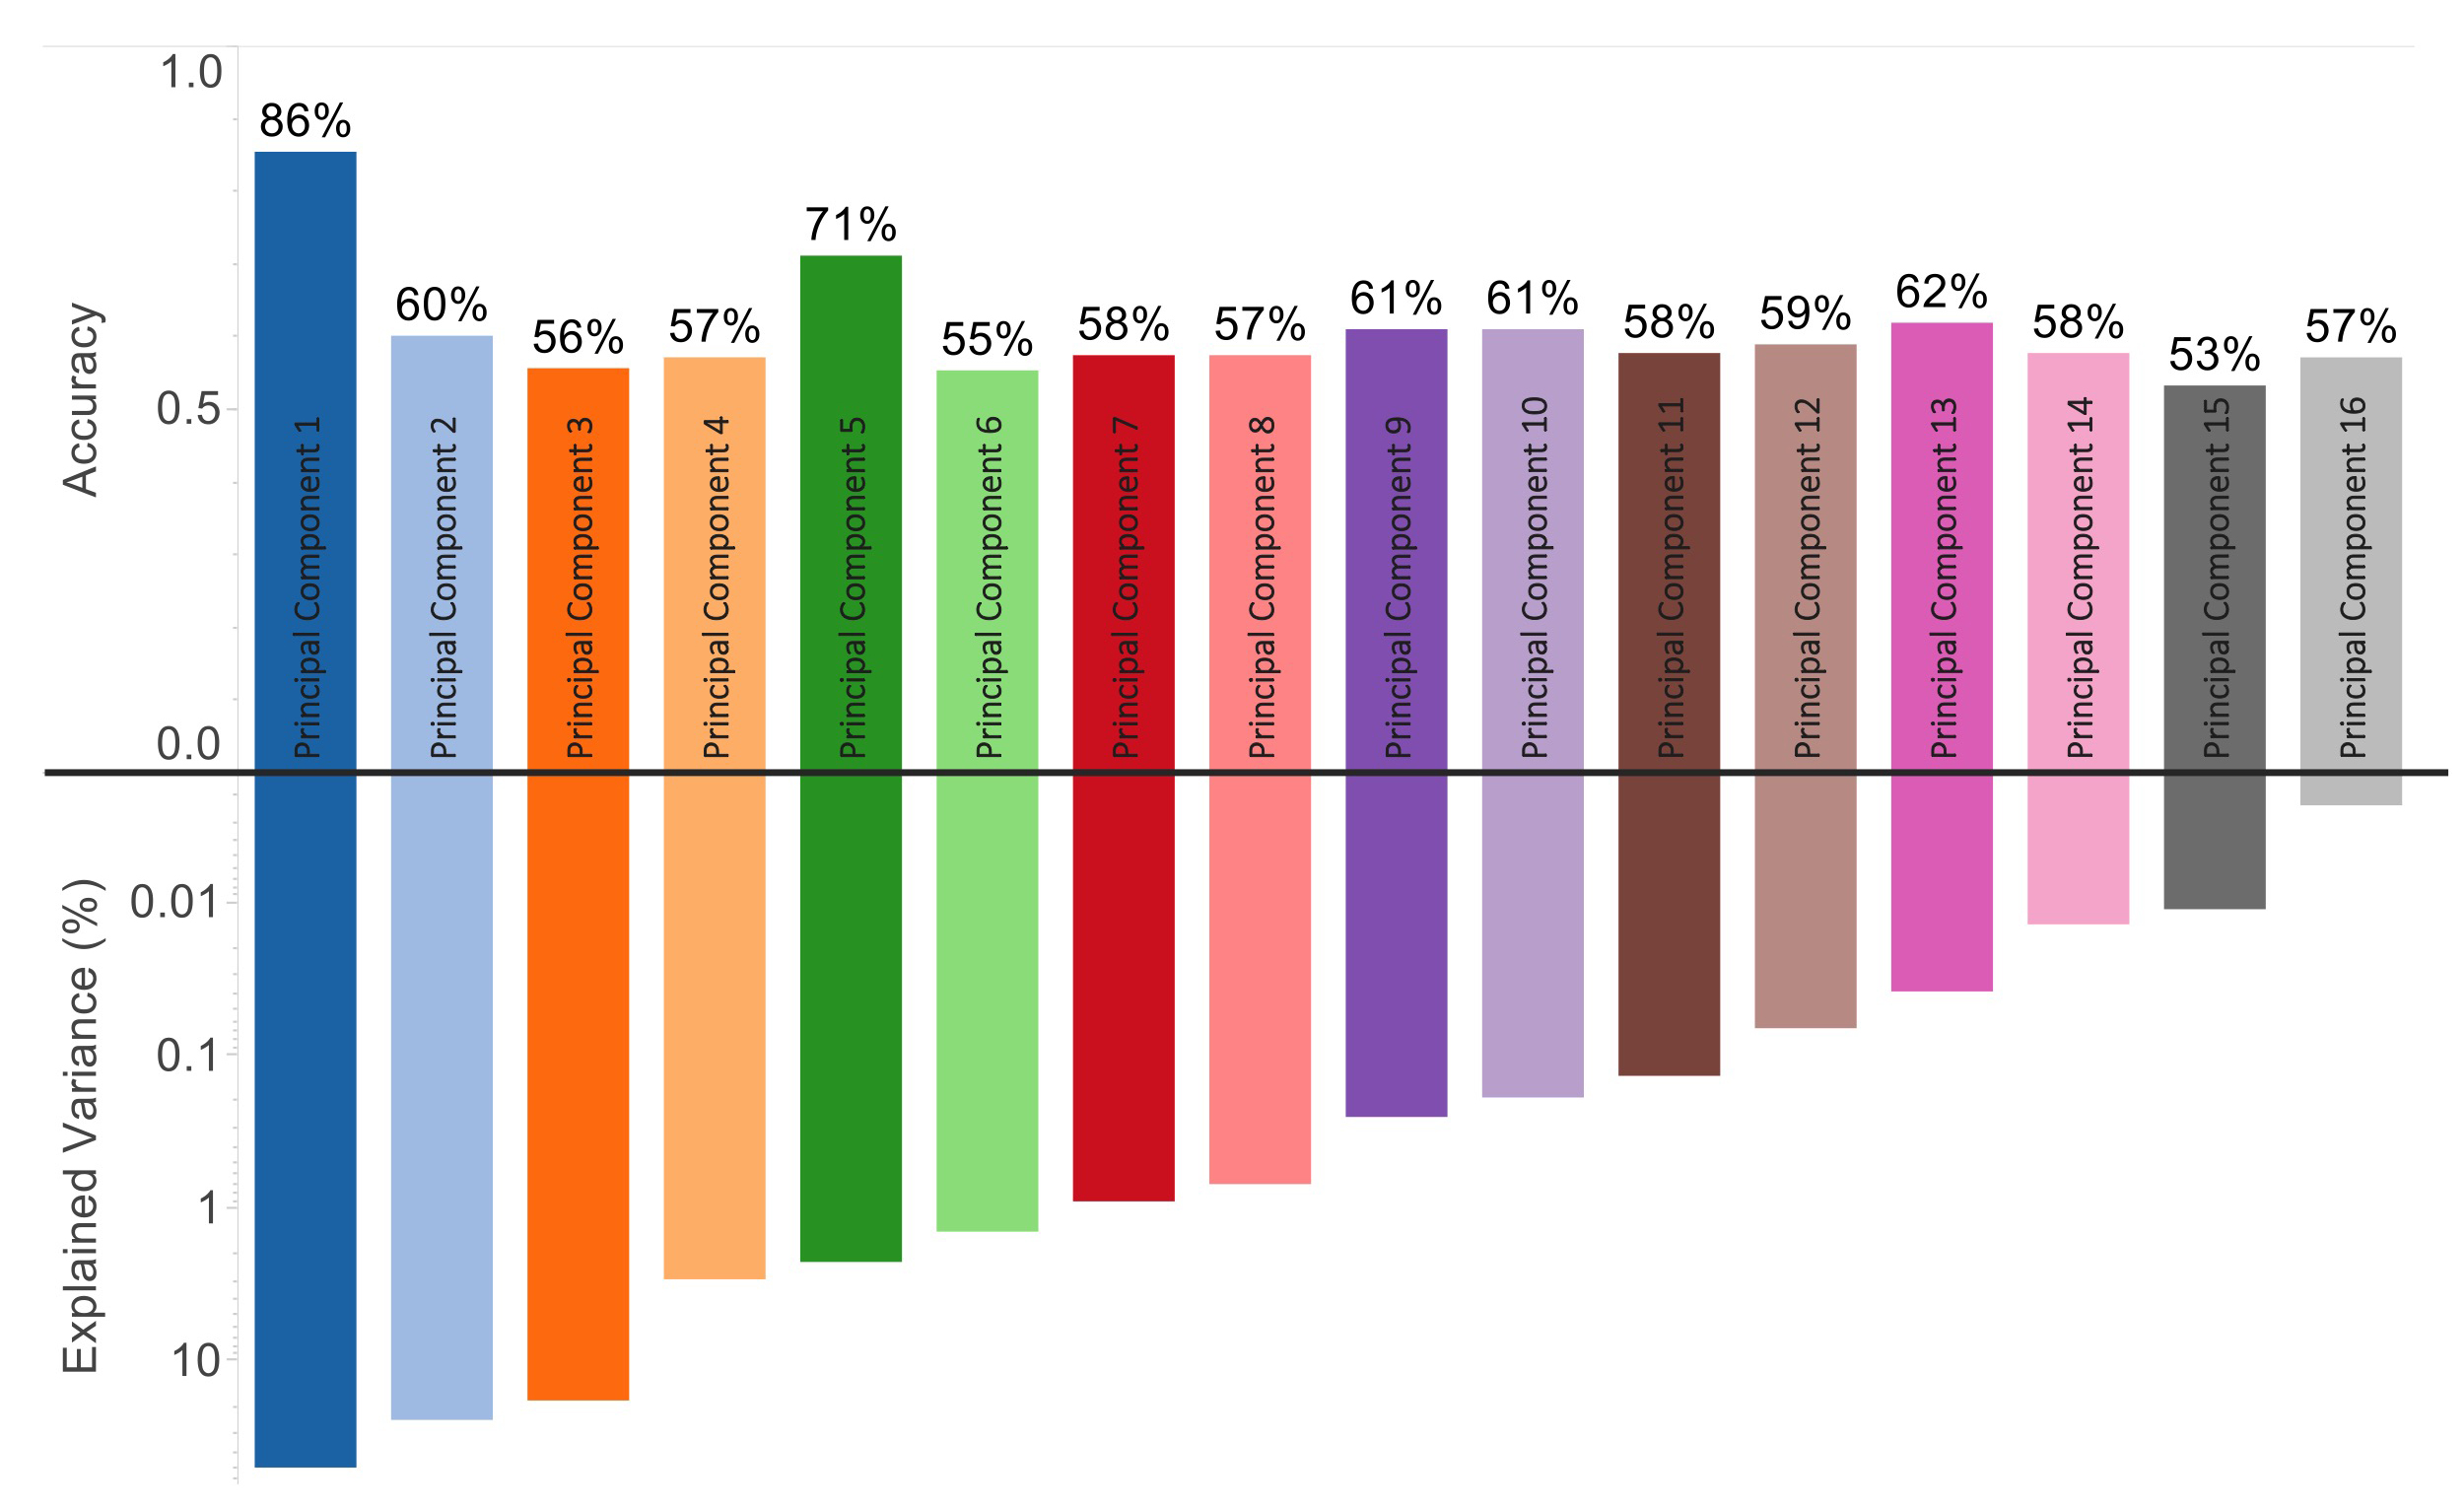 Accuracy
1.0
0.5
0.0
86%
60%
56%
57%
71%
55%
58%
57%
61%
61%
58%
59%
62%
58%
53%
57%
Principal Component 1
Principal Component 2
Principal Component 3
Principal Component 4
Principal Component 5
Principal Component 6
Principal Component 7
Principal Component 8
Principal Component 9
Principal Component 10
Principal Component 11
Principal Component 12
Principal Component 13
Principal Component 14
Principal Component 15
Principal Component 16
Explained Variance (%)
0.01
0.1
1
10